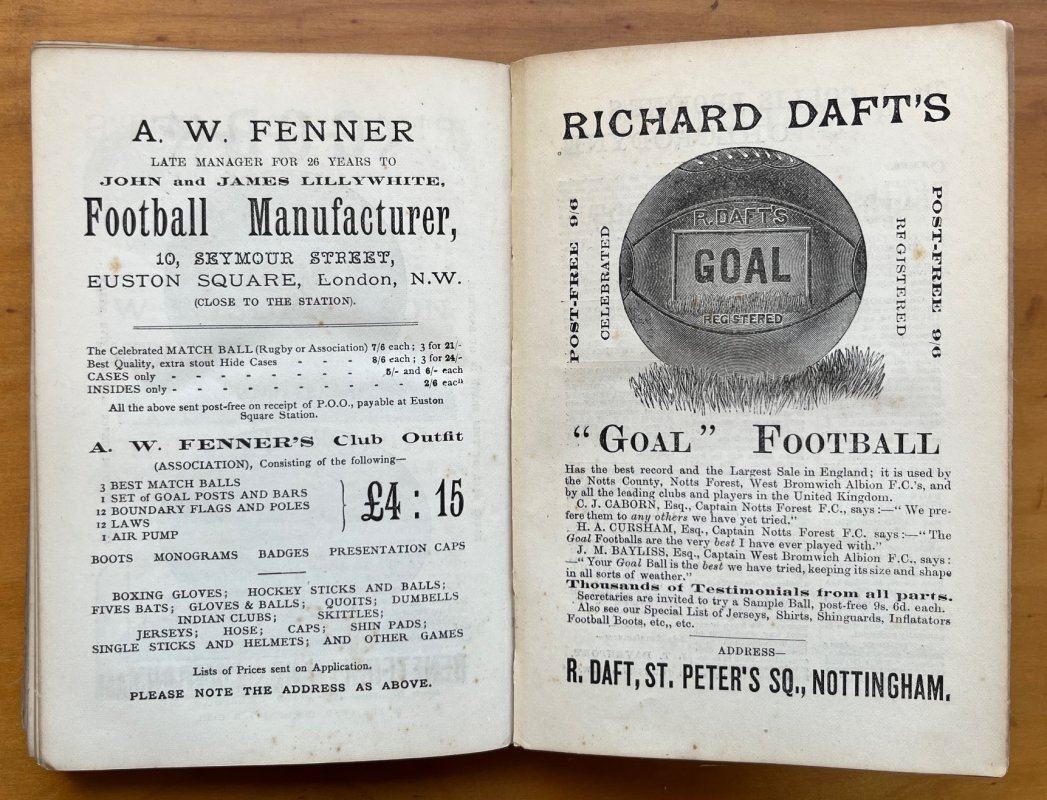 A. W. FENNER
LATE MANAGER FOR 26 YEARS TO
JOHN and JAMES LILLYWHITE,
Football Manufacturer,
10, SEYMOUR STREET,
EUSTON SQUARE, London, N.W.
(CLOSE TO THE STATION).
The Celebrated MATCH BALL (Rugby or Association) 7/6 each; 3 for 21/-
Best Quality, extra stout Hide Cases - - - 8/6 each; 3 for 24/-
CASES only - - - - - - - - 5/- and 6/- each
INSIDES only - - - - - - - - - 2/6 each
All the above sent post-free on receipt of P.O.O., payable at Euston
Square Station.
A. W. FENNER'S Club Outfit
(ASSOCIATION), Consisting of the following—
3 BEST MATCH BALLS
1 SET of GOAL POSTS AND BARS
12 BOUNDARY FLAGS AND POLES
12 LAWS
1 AIR PUMP
£4 : 15
BOOTS MONOGRAMS BADGES PRESENTATION CAPS
BOXING GLOVES; HOCKEY STICKS AND BALLS;
FIVES BATS; GLOVES & BALLS; QUOITS; DUMBELLS
INDIAN CLUBS; SKITTLES;
JERSEYS; HOSE; CAPS; SHIN PADS;
SINGLE STICKS AND HELMETS; AND OTHER GAMES
Lists of Prices sent on Application.
PLEASE NOTE THE ADDRESS AS ABOVE.
RICHARD DAFT'S
POST-FREE 9/6
CELEBRATED
R. DAFT'S
GOAL
REGISTERED
REGISTERED
POST-FREE 9/6
"GOAL" FOOTBALL
Has the best record and the Largest Sale in England; it is used by
the Notts County, Notts Forest, West Bromwich Albion F.C.'s, and
by all the leading clubs and players in the United Kingdom.
C. J. CABORN, Esq., Captain Notts Forest F.C., says:—"We pre-
fere them to any others we have yet tried."
H. A. CURSHAM, Esq., Captain Notts Forest F.C. says:—"The
Goal Footballs are the very best I have ever played with."
J. M. BAYLISS, Esq., Captain West Bromwich Albion F.C., says:
—"Your Goal Ball is the best we have tried, keeping its size and shape
in all sorts of weather."
Thousands of Testimonials from all parts.
Secretaries are invited to try a Sample Ball, post-free 9s. 6d. each.
Also see our Special List of Jerseys, Shirts, Shinguards, Inflatators
Football Boots, etc., etc.
ADDRESS—
R. DAFT, ST. PETER'S SQ., NOTTINGHAM.